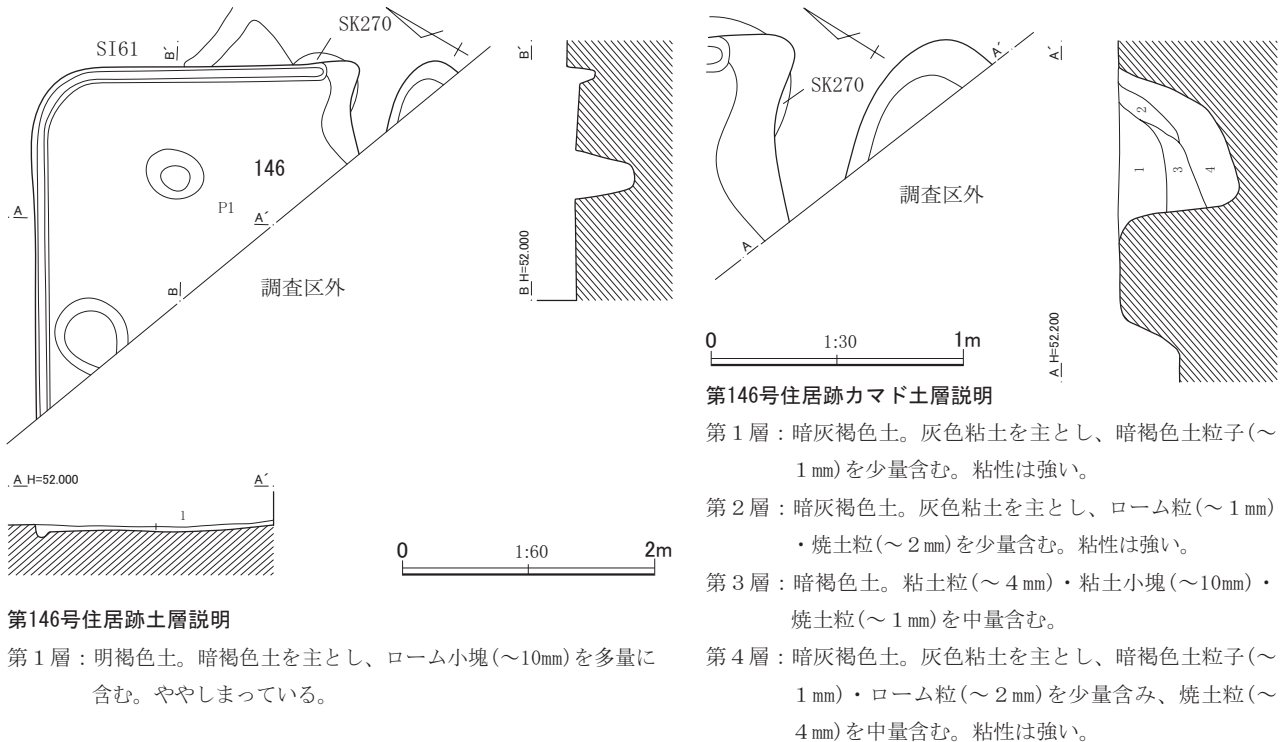 SI61
B´
SK270
146
P1
A
A´
B
調査区外
B´
B H=52.000
A H=52.000
A´
1
0
1:60
2m
第146号住居跡土層説明
第1層：明褐色土。暗褐色土を主とし、ローム小塊(～10㎜)を多量に
含む。ややしまっている。
A´
SK270
調査区外
A
A´
2
1
3
4
A H=52.200
0
1:30
1m
第146号住居跡カマド土層説明
第1層：暗灰褐色土。灰色粘土を主とし、暗褐色土粒子(～
1㎜)を少量含む。粘性は強い。
第2層：暗灰褐色土。灰色粘土を主とし、ローム粒(～1㎜)
・焼土粒(～2㎜)を少量含む。粘性は強い。
第3層：暗褐色土。粘土粒(～4㎜)・粘土小塊(～10㎜)・
焼土粒(～1㎜)を中量含む。
第4層：暗灰褐色土。灰色粘土を主とし、暗褐色土粒子(～
1㎜)・ローム粒(～2㎜)を少量含み、焼土粒(～
4㎜)を中量含む。粘性は強い。